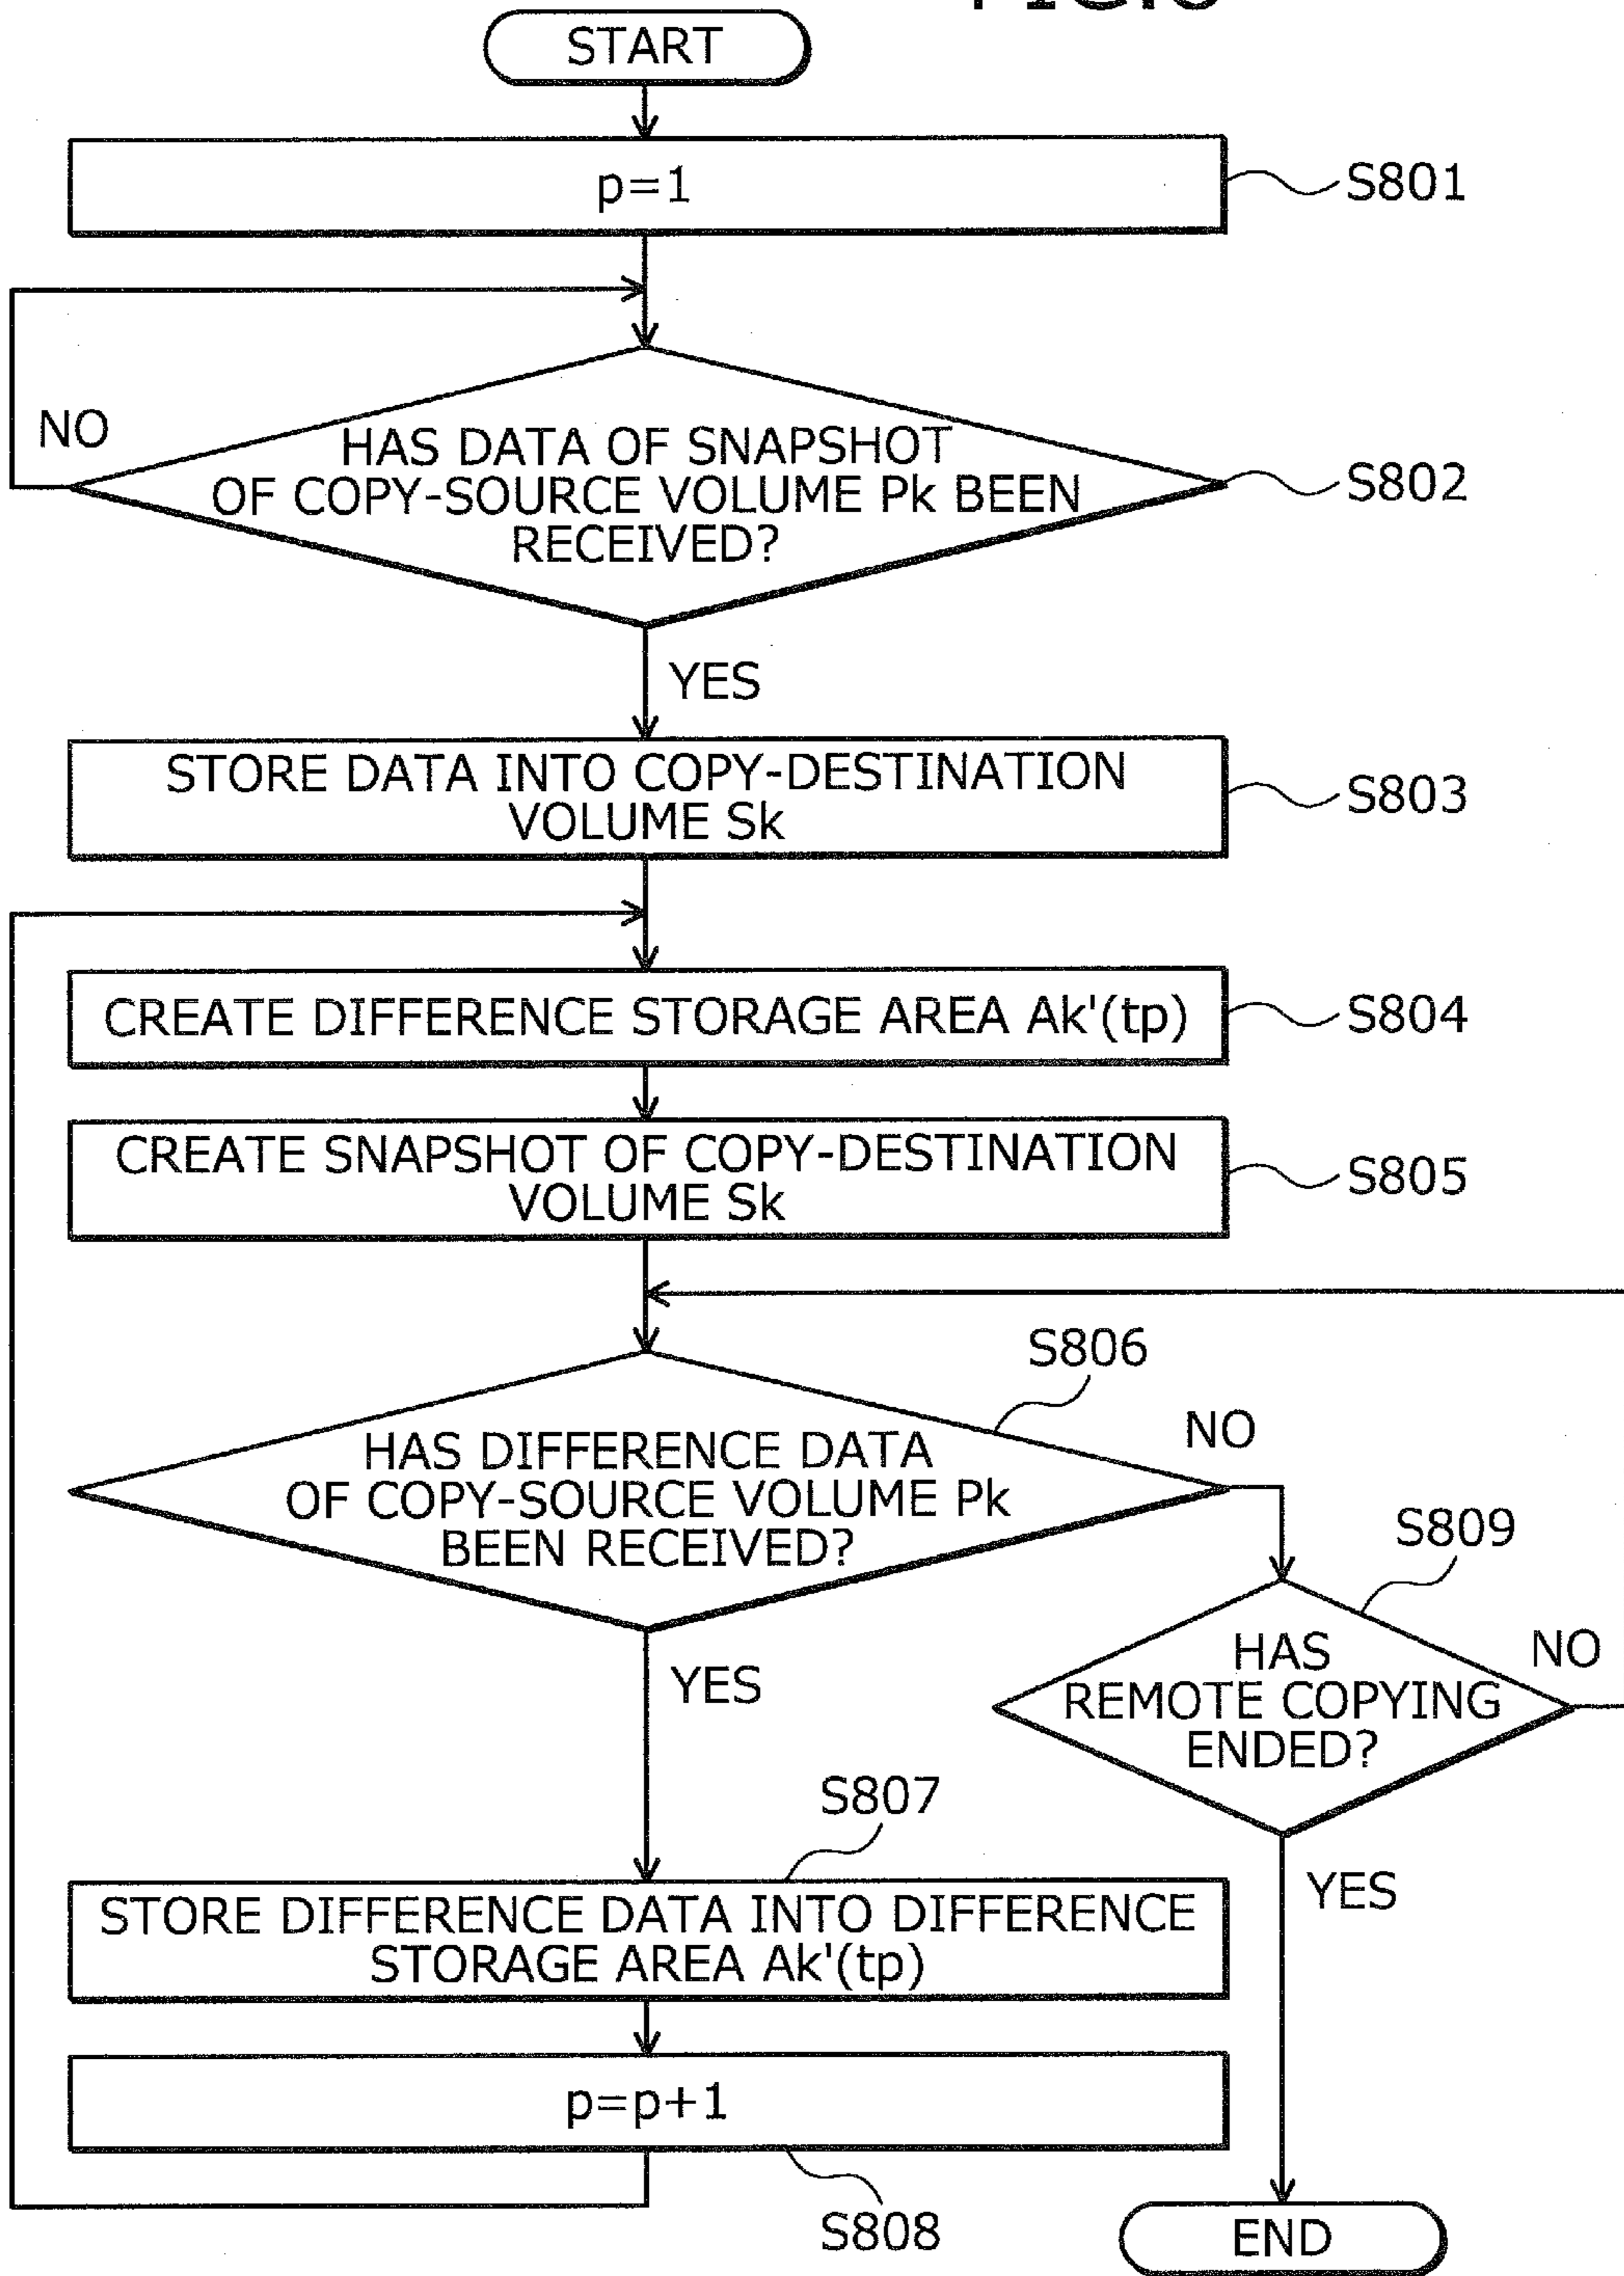 START
p=1
S801
NO
HAS DATA OF SNAPSHOT
OF COPY-SOURCE VOLUME Pk BEEN
RECEIVED?
S802
YES
STORE DATA INTO COPY-DESTINATION
VOLUME Sk
S803
CREATE DIFFERENCE STORAGE AREA Ak'(tp)
S804
CREATE SNAPSHOT OF COPY-DESTINATION
VOLUME Sk
S805
S806
NO
HAS DIFFERENCE DATA
OF COPY-SOURCE VOLUME Pk
BEEN RECEIVED?
S809
HAS
REMOTE COPYING
ENDED?
NO
YES
S807
STORE DIFFERENCE DATA INTO DIFFERENCE
STORAGE AREA Ak'(tp)
YES
p=p+1
S808
END